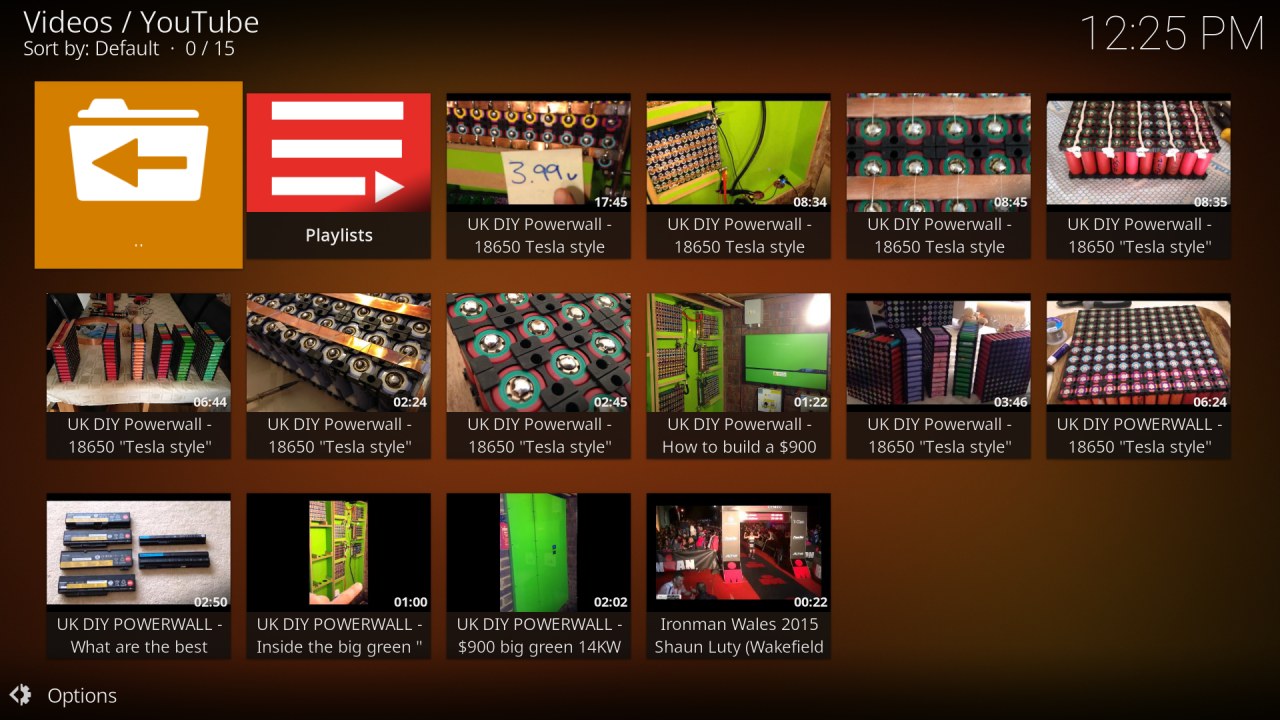 Videos / YouTube
Sort by: Default · 0 / 15
12:25 PM
..
Playlists
3.99v
17:45
UK DIY Powerwall -
18650 Tesla style
08:34
UK DIY Powerwall -
18650 Tesla style
08:45
UK DIY Powerwall -
18650 Tesla style
08:35
UK DIY Powerwall -
18650 "Tesla style"
06:44
UK DIY Powerwall -
18650 "Tesla style"
02:24
UK DIY Powerwall -
18650 "Tesla style"
02:45
UK DIY Powerwall -
18650 "Tesla style"
01:22
UK DIY Powerwall -
How to build a $900
03:46
UK DIY Powerwall -
18650 "Tesla style"
06:24
UK DIY POWERWALL -
18650 "Tesla style"
02:50
UK DIY POWERWALL -
What are the best
01:00
UK DIY POWERWALL -
Inside the big green "
02:02
UK DIY POWERWALL -
$900 big green 14KW
00:22
Ironman Wales 2015
Shaun Luty (Wakefield
Options